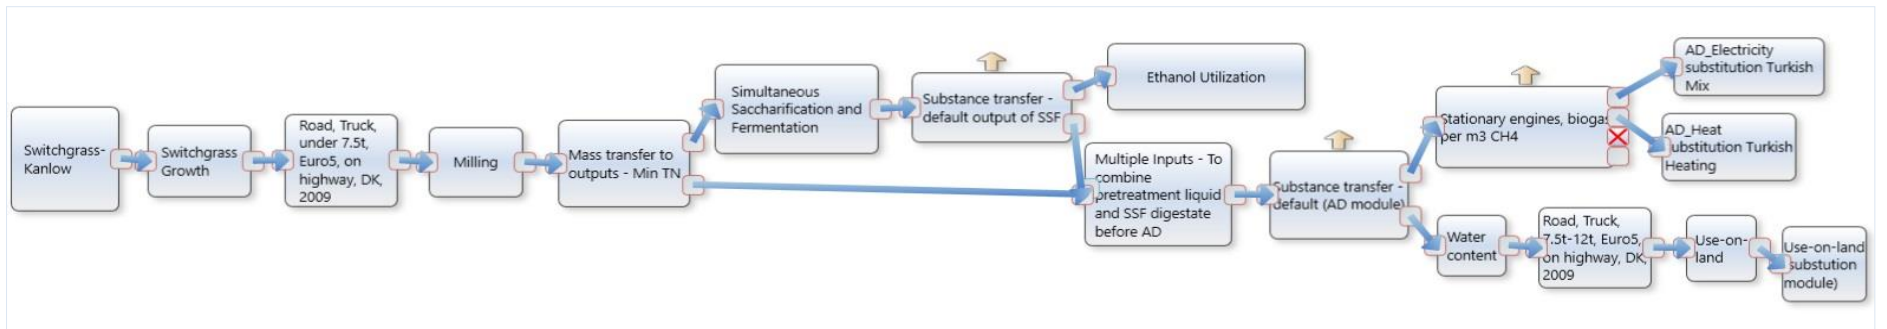 Switchgrass-
Kanlow
Switchgrass
Growth
Road, Truck,
under 7.5t,
Euro5, on
highway, DK,
2009
Milling
Mass transfer to
outputs - Min TN
Simultaneous
Saccharification and
Fermentation
Substance transfer -
default output of SSF
Ethanol Utilization
Multiple Inputs - To
combine
pretreatment liquid
and SSF digestate
before AD
Substance transfer -
default (AD module)
Stationary engines, biogas
per m3 CH4
AD_Electricity
substitution Turkish
Mix
AD_Heat
substitution Turkish
Heating
Water
content
Road, Truck,
7.5t-12t, Euro5,
on highway, DK,
2009
Use-on-
land
Use-on-land
(substution
module)